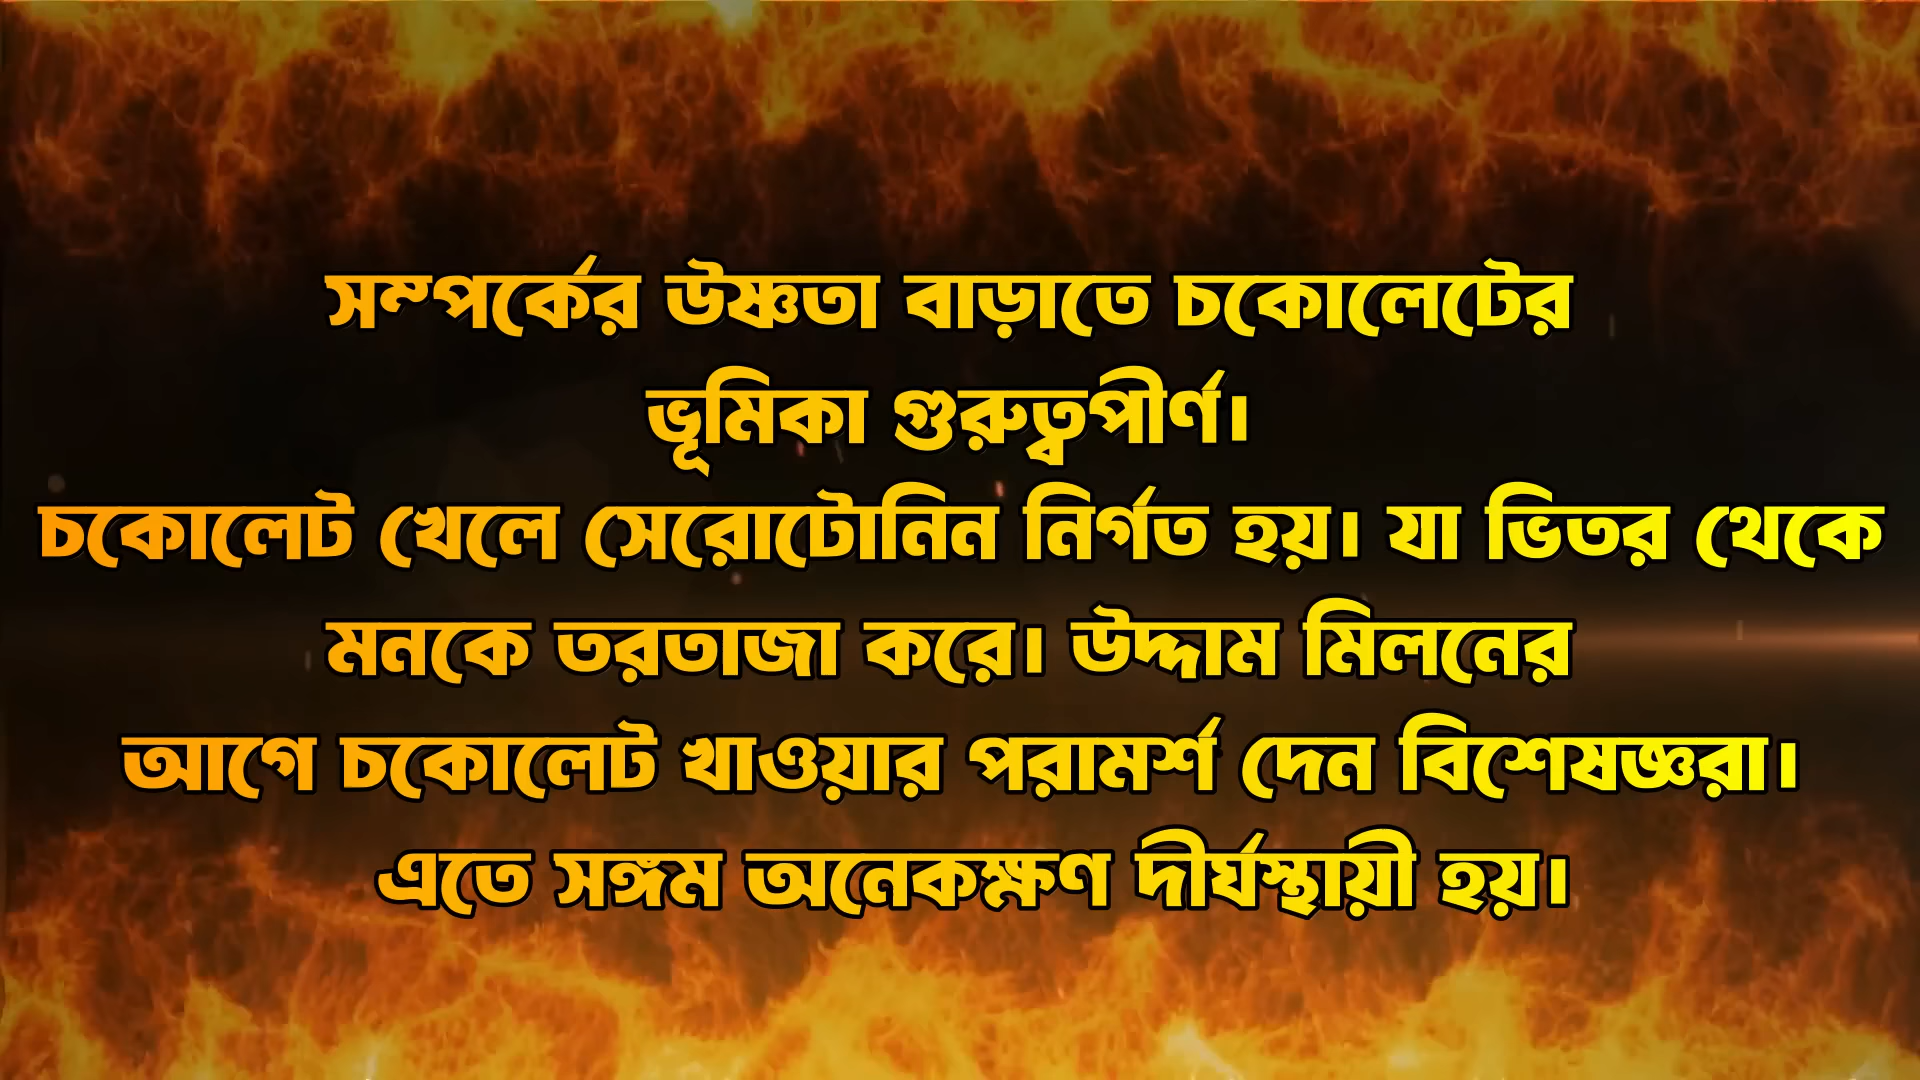 সম্পর্কের উষ্ণতা বাড়াতে চকোলেটের
ভূমিকা গুরুত্বপীর্ণ।
চকোলেট খেলে সেরোটোনিন নির্গত হয়। যা ভিতর থেকে
মনকে তরতাজা করে। উদ্দাম মিলনের
আগে চকোলেট খাওয়ার পরামর্শ দেন বিশেষজ্ঞরা।
এতে সঙ্গম অনেকক্ষণ দীর্ঘস্থায়ী হয়।